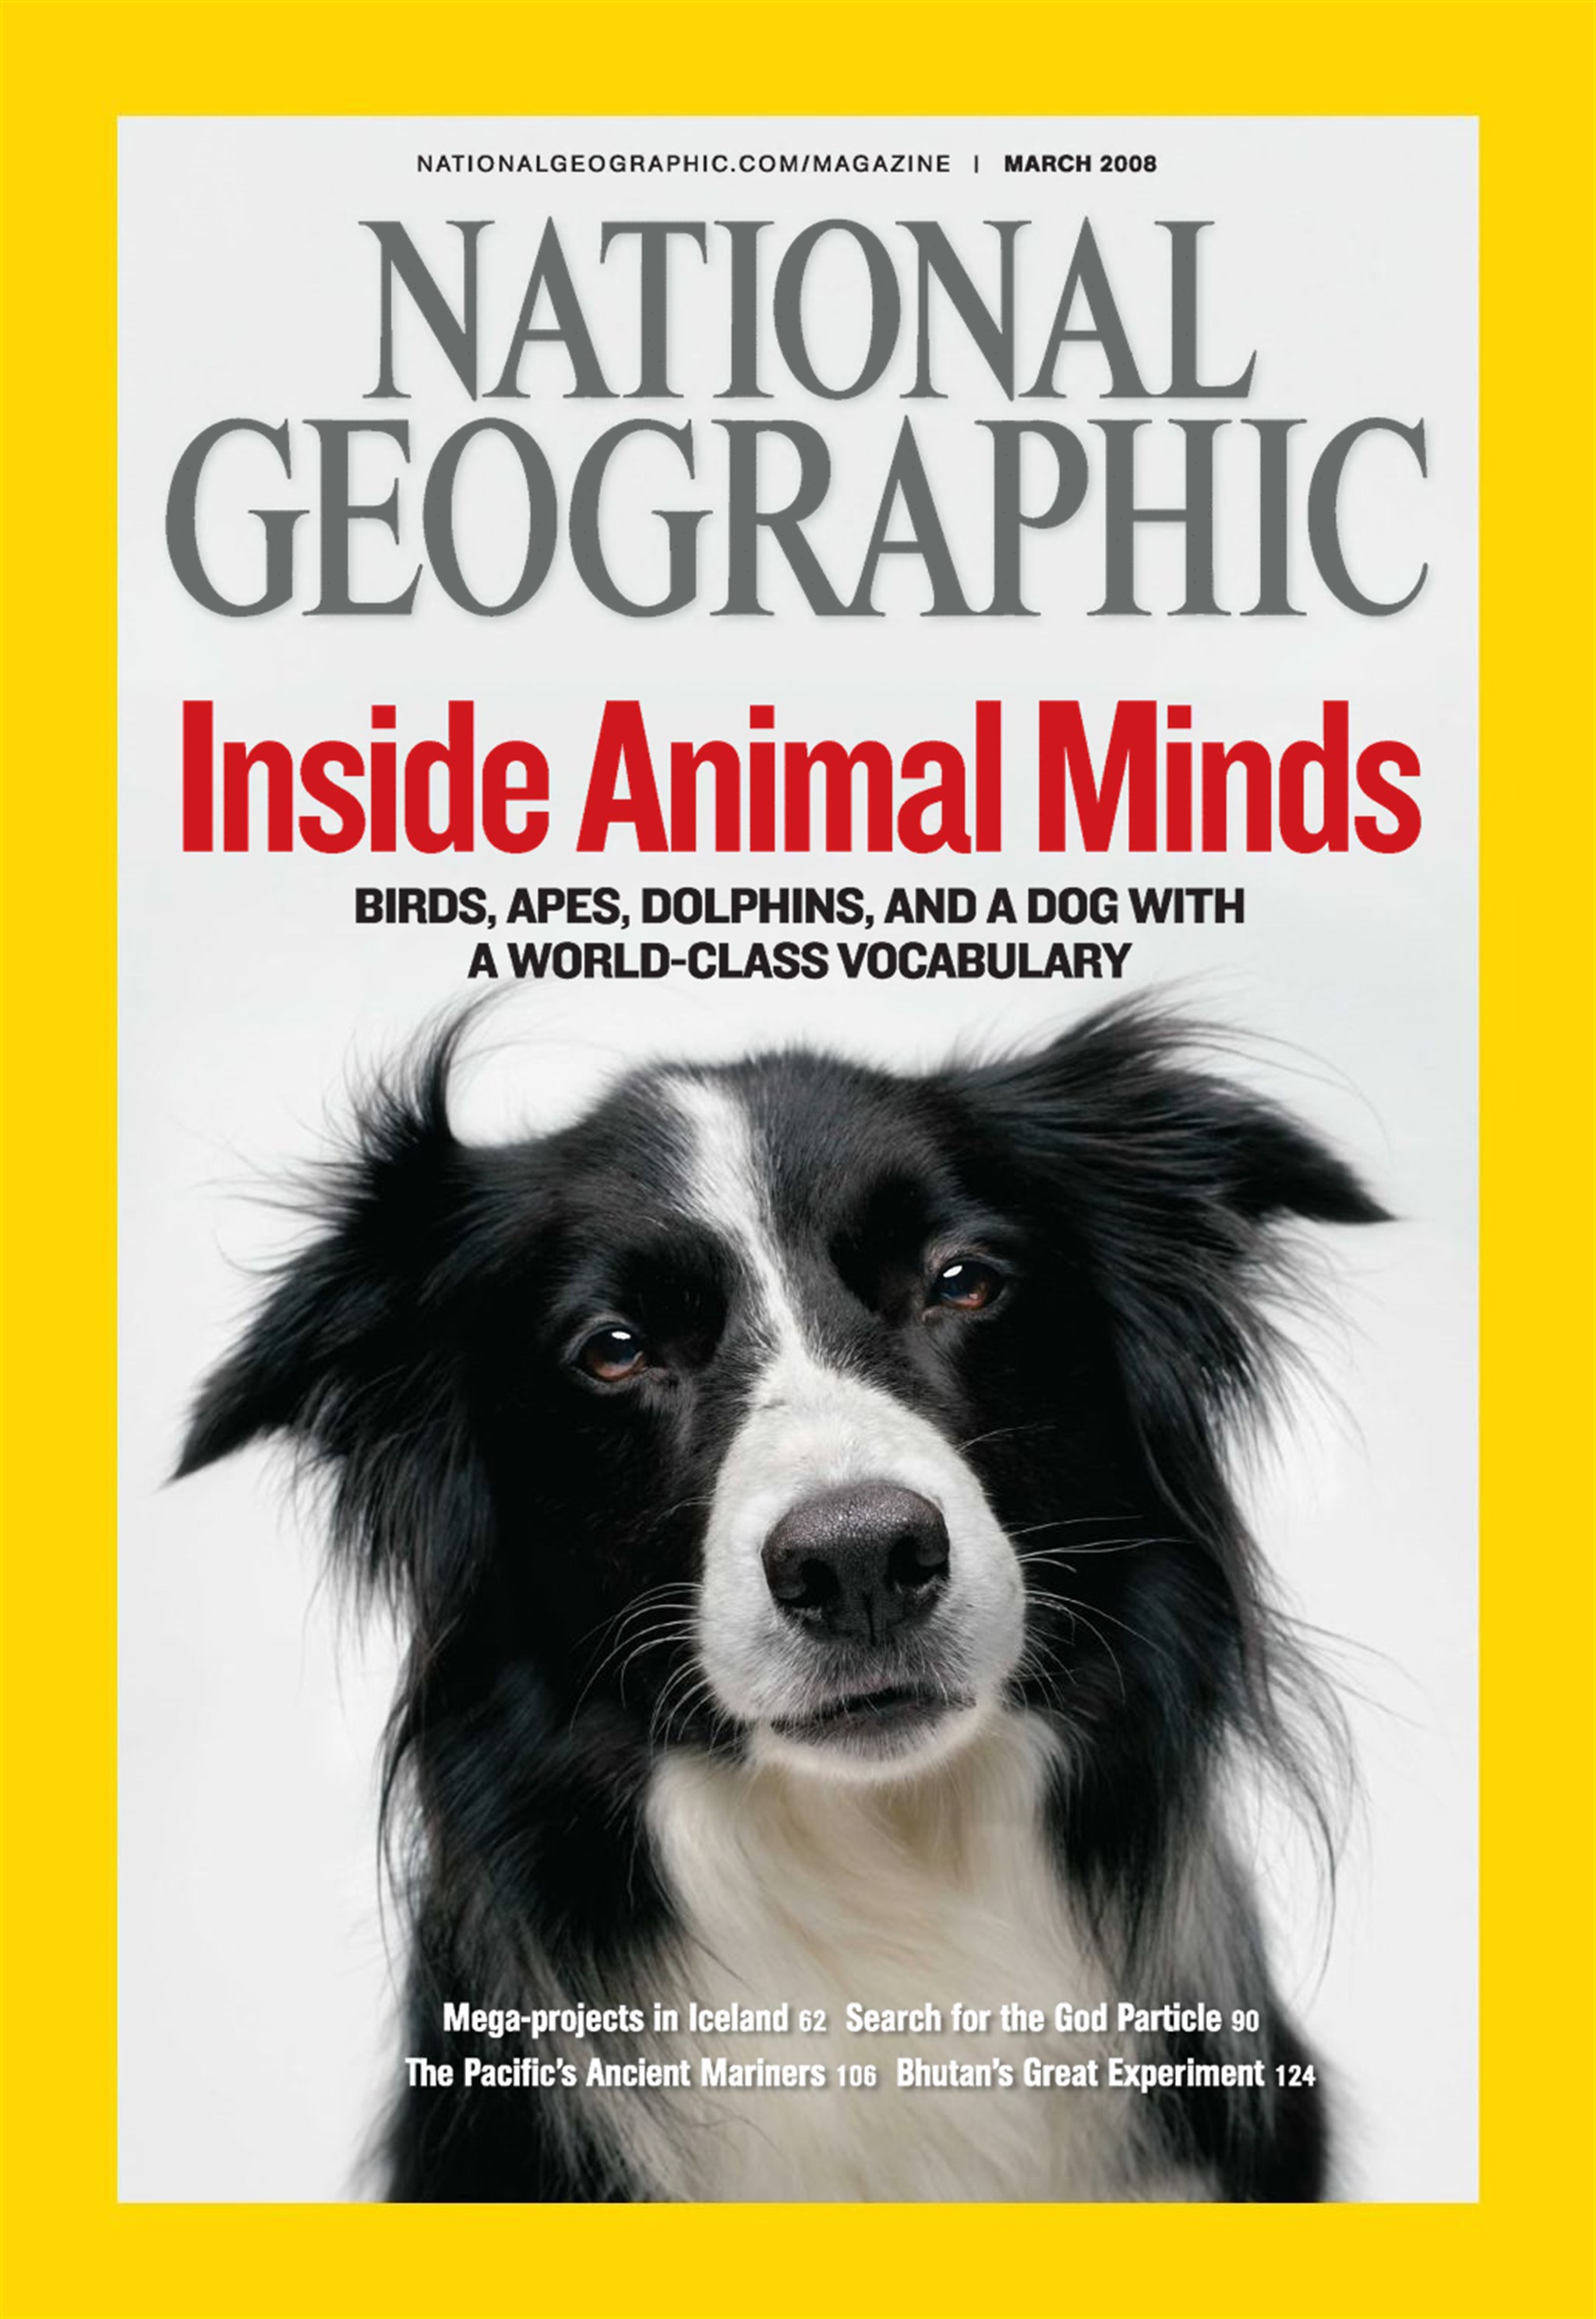 NATIONALGEOGRAPHIC.COM/MAGAZINE | MARCH 2008
NATIONAL
GEOGRAPHIC
Inside Animal Minds
BIRDS, APES, DOLPHINS, AND A DOG WITH
A WORLD-CLASS VOCABULARY
Mega-projects in Iceland 62 Search for the God Particle 90
The Pacific's Ancient Mariners 106 Bhutan's Great Experiment 124